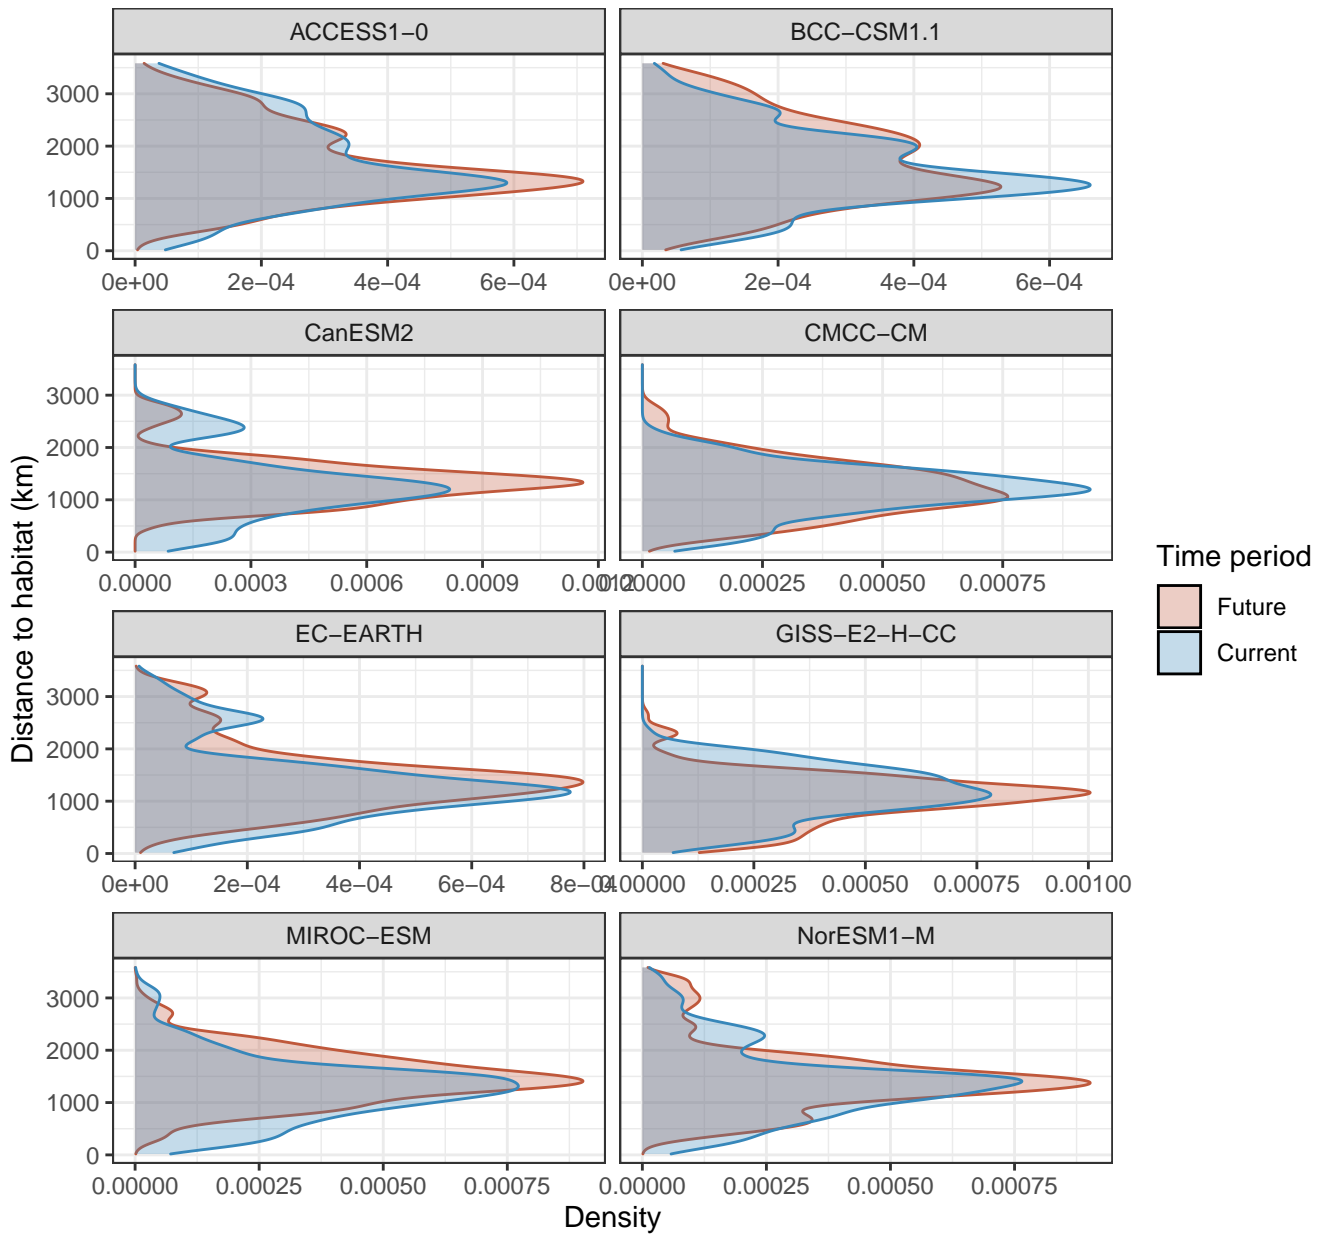 ACCESS1−0 BCC−CSM1.1
3000
2000
1000
0
0e+00 2e−04 4e−04 6e−04 0e+00 2e−04 4e−04 6e−04
CanESM2 CMCC−CM
3000
2000
1000
0
0.0000 0.0003 0.0006 0.0009 0.0012 0.00000 0.00025 0.00050 0.00075
EC−EARTH GISS−E2−H−CC
3000
2000
1000
0
0e+00 2e−04 4e−04 6e−04 8e−04 0.00000 0.00025 0.00050 0.00075 0.00100
MIROC−ESM NorESM1−M
3000
2000
1000
0
0.00000 0.00025 0.00050 0.00075 0.00000 0.00025 0.00050 0.00075
Density
Distance to habitat (km)
Time period
Future
Current